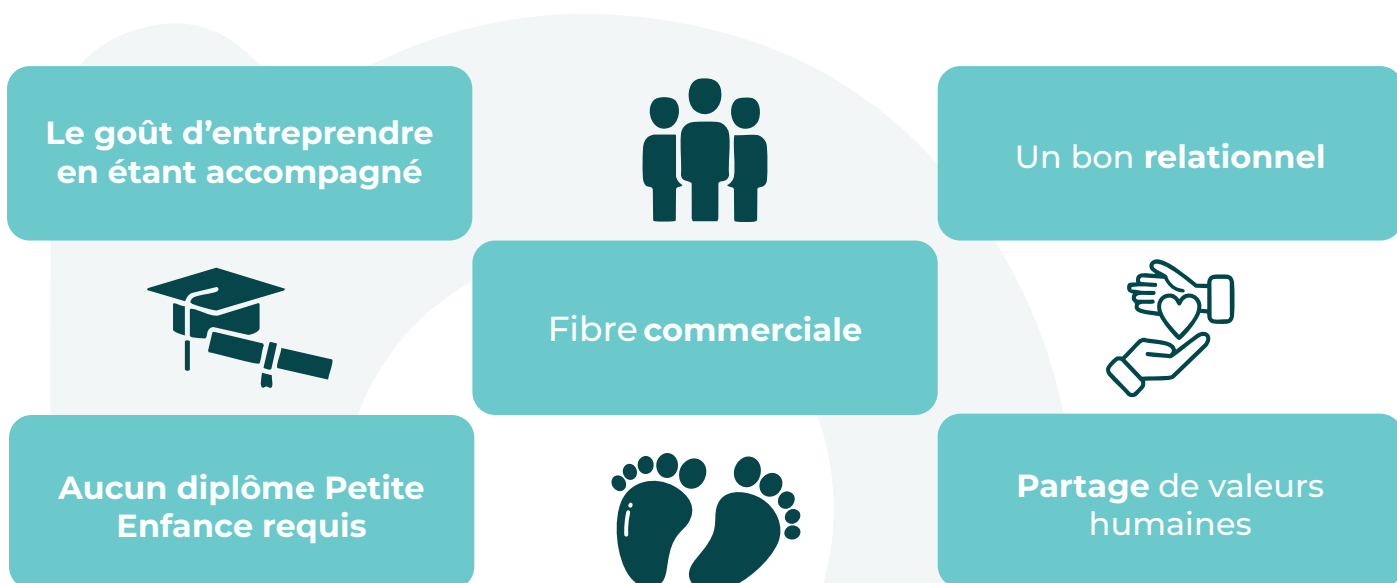 Le goût d’entreprendre
en étant accompagné
Un bon relationnel
Fibre commerciale
Aucun diplôme Petite
Enfance requis
Partage de valeurs
humaines